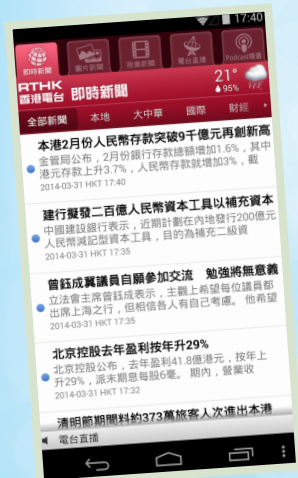 17:40
即時新聞 圖片新聞 視像新聞 電台直播 Podcast精選
RTHK
香港電台 即時新聞 21° 95%
全部新聞 本地 大中華 國際 財經
本港2月份人民幣存款突破9千億元再創新高
金管局公布，2月份銀行存款總額增加1.6%，其中
港元存款上升3.7%，人民幣存款就增加3%，截
2014-03-31 HKT 17:40
建行擬發二百億人民幣資本工具以補充資本
中國建設銀行表示，近期計劃在內地發行200億元
人民幣減記型資本工具，目的為補充二級資
2014-03-31 HKT 17:35
曾鈺成冀議員自願參加交流 勉強將無意義
立法會主席曾鈺成表示，主觀上希望每位議員都
出席上海之行，但相信各人有自己考慮。 他希望
2014-03-31 HKT 17:35
北京控股去年盈利按年升29%
北京控股公布，去年盈利41.8億港元，按年上
升29%，派末期息每股6毫。 期內，營業收
2014-03-31 HKT 17:32
清明節期間料約373萬旅客人次進出本港
電台直播